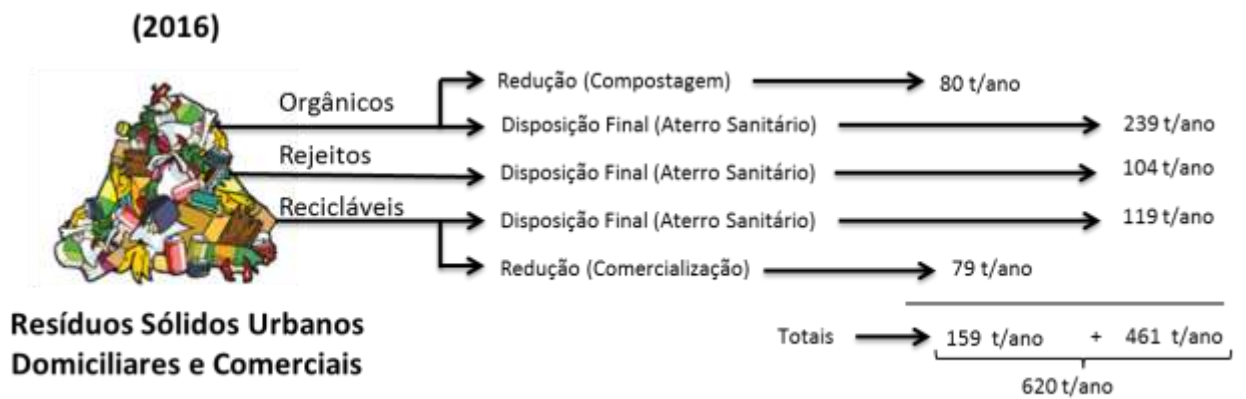 (2016)
Orgânicos
Redução (Compostagem)
80 t/ano
Disposição Final (Aterro Sanitário)
239 t/ano
Rejeitos
Disposição Final (Aterro Sanitário)
104 t/ano
Recicláveis
Disposição Final (Aterro Sanitário)
119 t/ano
Redução (Comercialização)
79 t/ano
Resíduos Sólidos Urbanos
Domiciliares e Comerciais
Totais
159 t/ano + 461 t/ano
620 t/ano